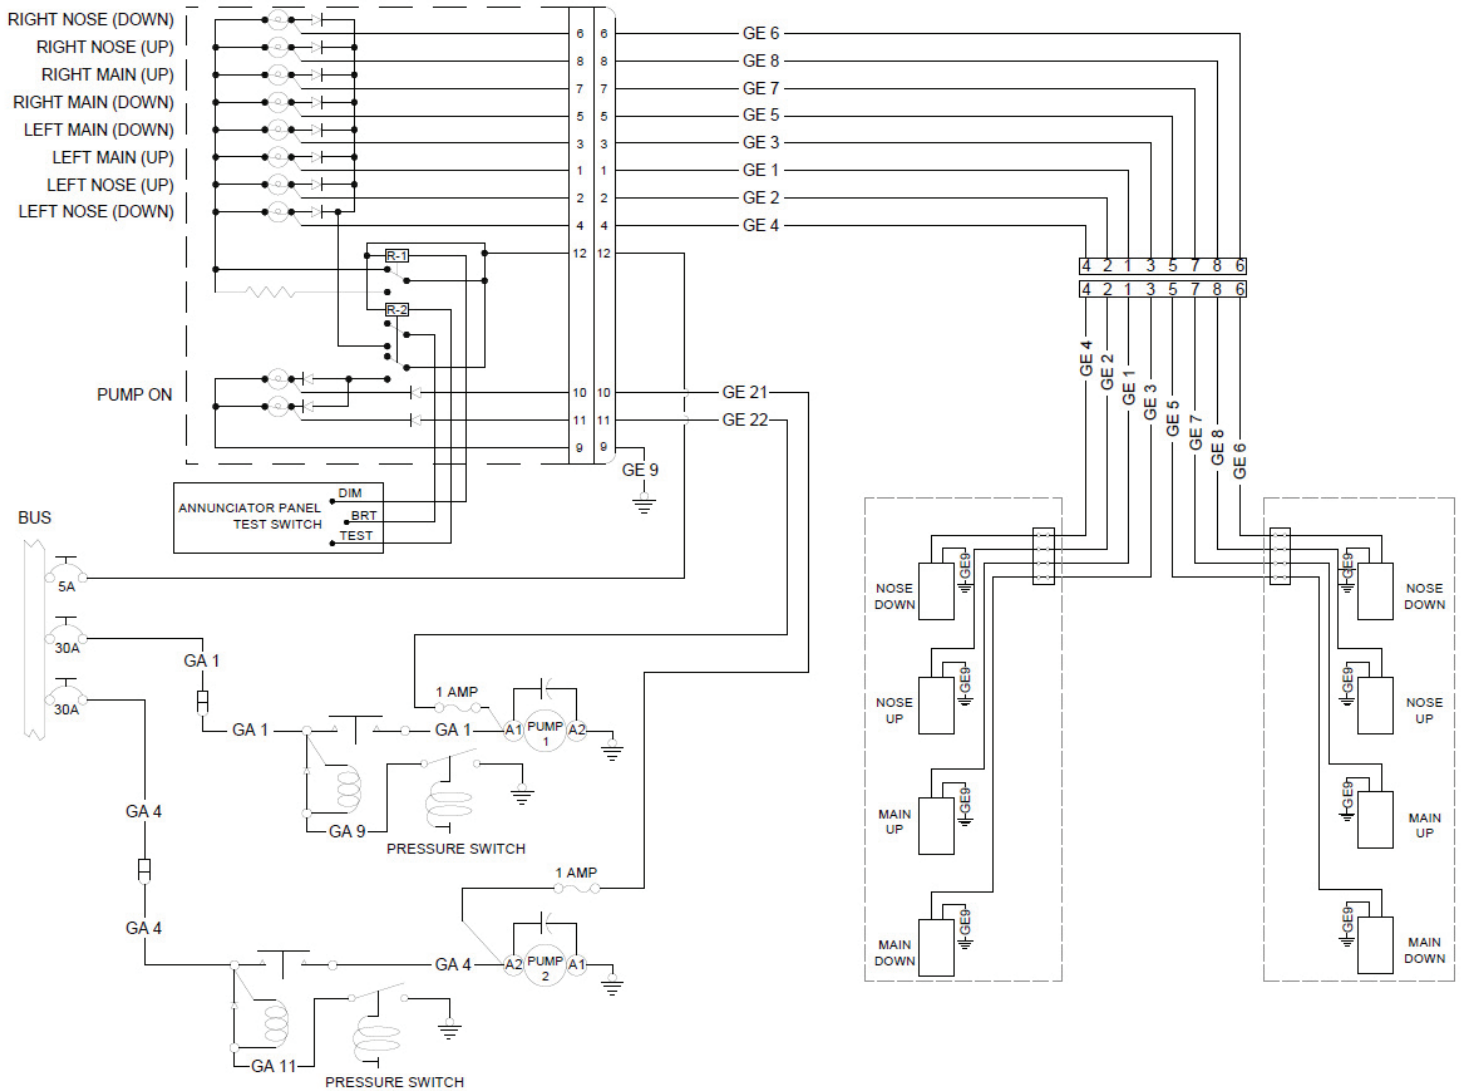 RIGHT NOSE (DOWN)
RIGHT NOSE (UP)
RIGHT MAIN (UP)
RIGHT MAIN (DOWN)
LEFT MAIN (DOWN)
LEFT MAIN (UP)
LEFT NOSE (UP)
LEFT NOSE (DOWN)
PUMP ON
6 6 GE 6
8 8 GE 8
7 7 GE 7
5 5 GE 5
3 3 GE 3
1 1 GE 1
2 2 GE 2
4 4 GE 4
12 12
10 10 GE 21
11 11 GE 22
9 9
GE 9
R-1
R-2
4 2 1 3 5 7 8 6
4 2 1 3 5 7 8 6
GE 4
GE 2
GE 1
GE 3
GE 5
GE 7
GE 8
GE 6
ANNUNCIATOR PANEL
TEST SWITCH
DIM
BRT
TEST
BUS
5A
30A
30A
GA 1
GA 1
GA 1
1 AMP
A1
PUMP
1
A2
GA 9
PRESSURE SWITCH
GA 4
GA 4
GA 4
1 AMP
A2
PUMP
2
A1
GA 11
PRESSURE SWITCH
NOSE
DOWN
GE9
NOSE
UP
GE9
MAIN
UP
GE9
MAIN
DOWN
GE9
GE9
NOSE
DOWN
GE9
NOSE
UP
GE9
MAIN
UP
GE9
MAIN
DOWN